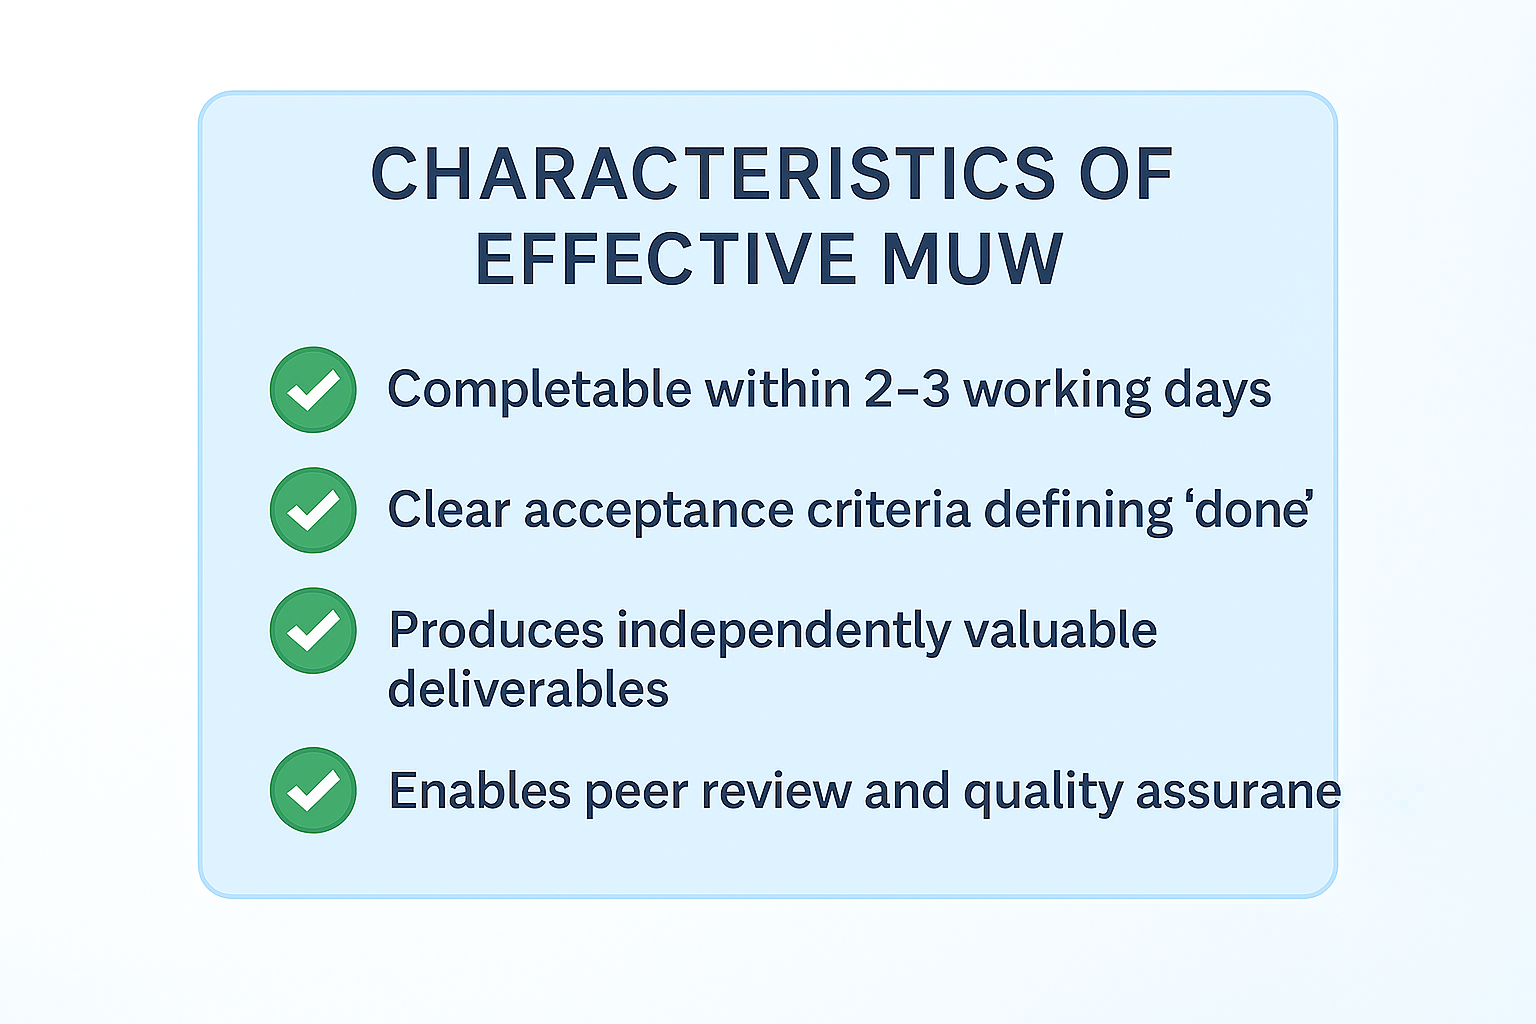 CHARACTERISTICS OF
EFFECTIVE MUW
Completable within 2–3 working days
Clear acceptance criteria defining ‘done’
Produces independently valuable
deliverables
Enables peer review and quality assurane